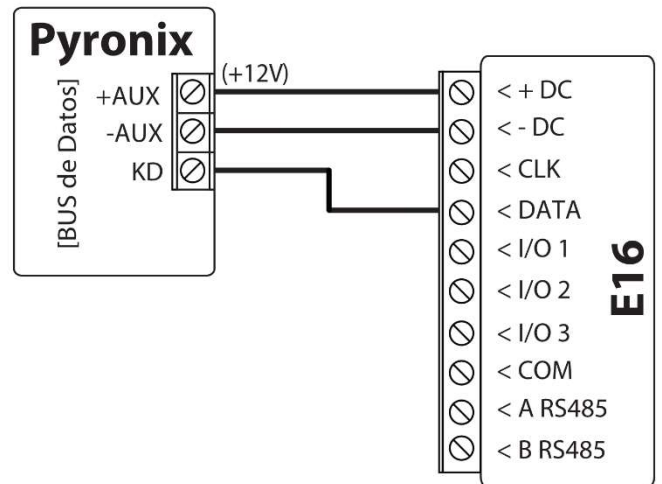 Pyronix
[BUS de Datos]
+AUX
-AUX
KD
(+12V)
< + DC
< - DC
< CLK
< DATA
< I/O 1
< I/O 2
< I/O 3
< COM
< A RS485
< B RS485
E16